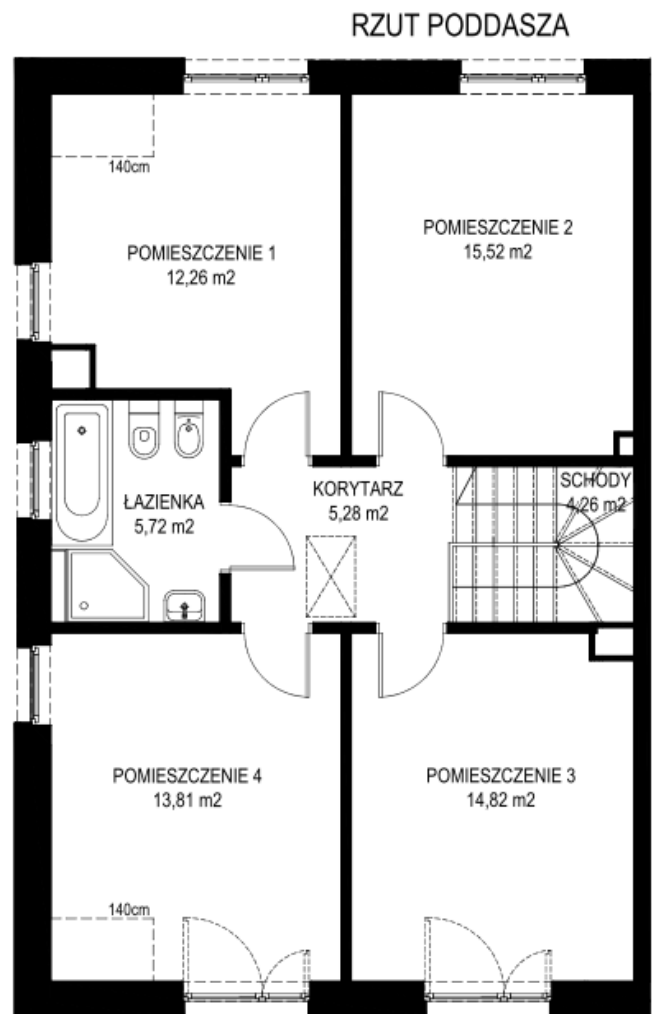 RZUT PODDASZA
140cm
POMIESZCZENIE 1
12,26 m2
POMIESZCZENIE 2
15,52 m2
ŁAZIENKA
5,72 m2
KORYTARZ
5,28 m2
SCHODY
4,26 m2
POMIESZCZENIE 4
13,81 m2
POMIESZCZENIE 3
14,82 m2
140cm